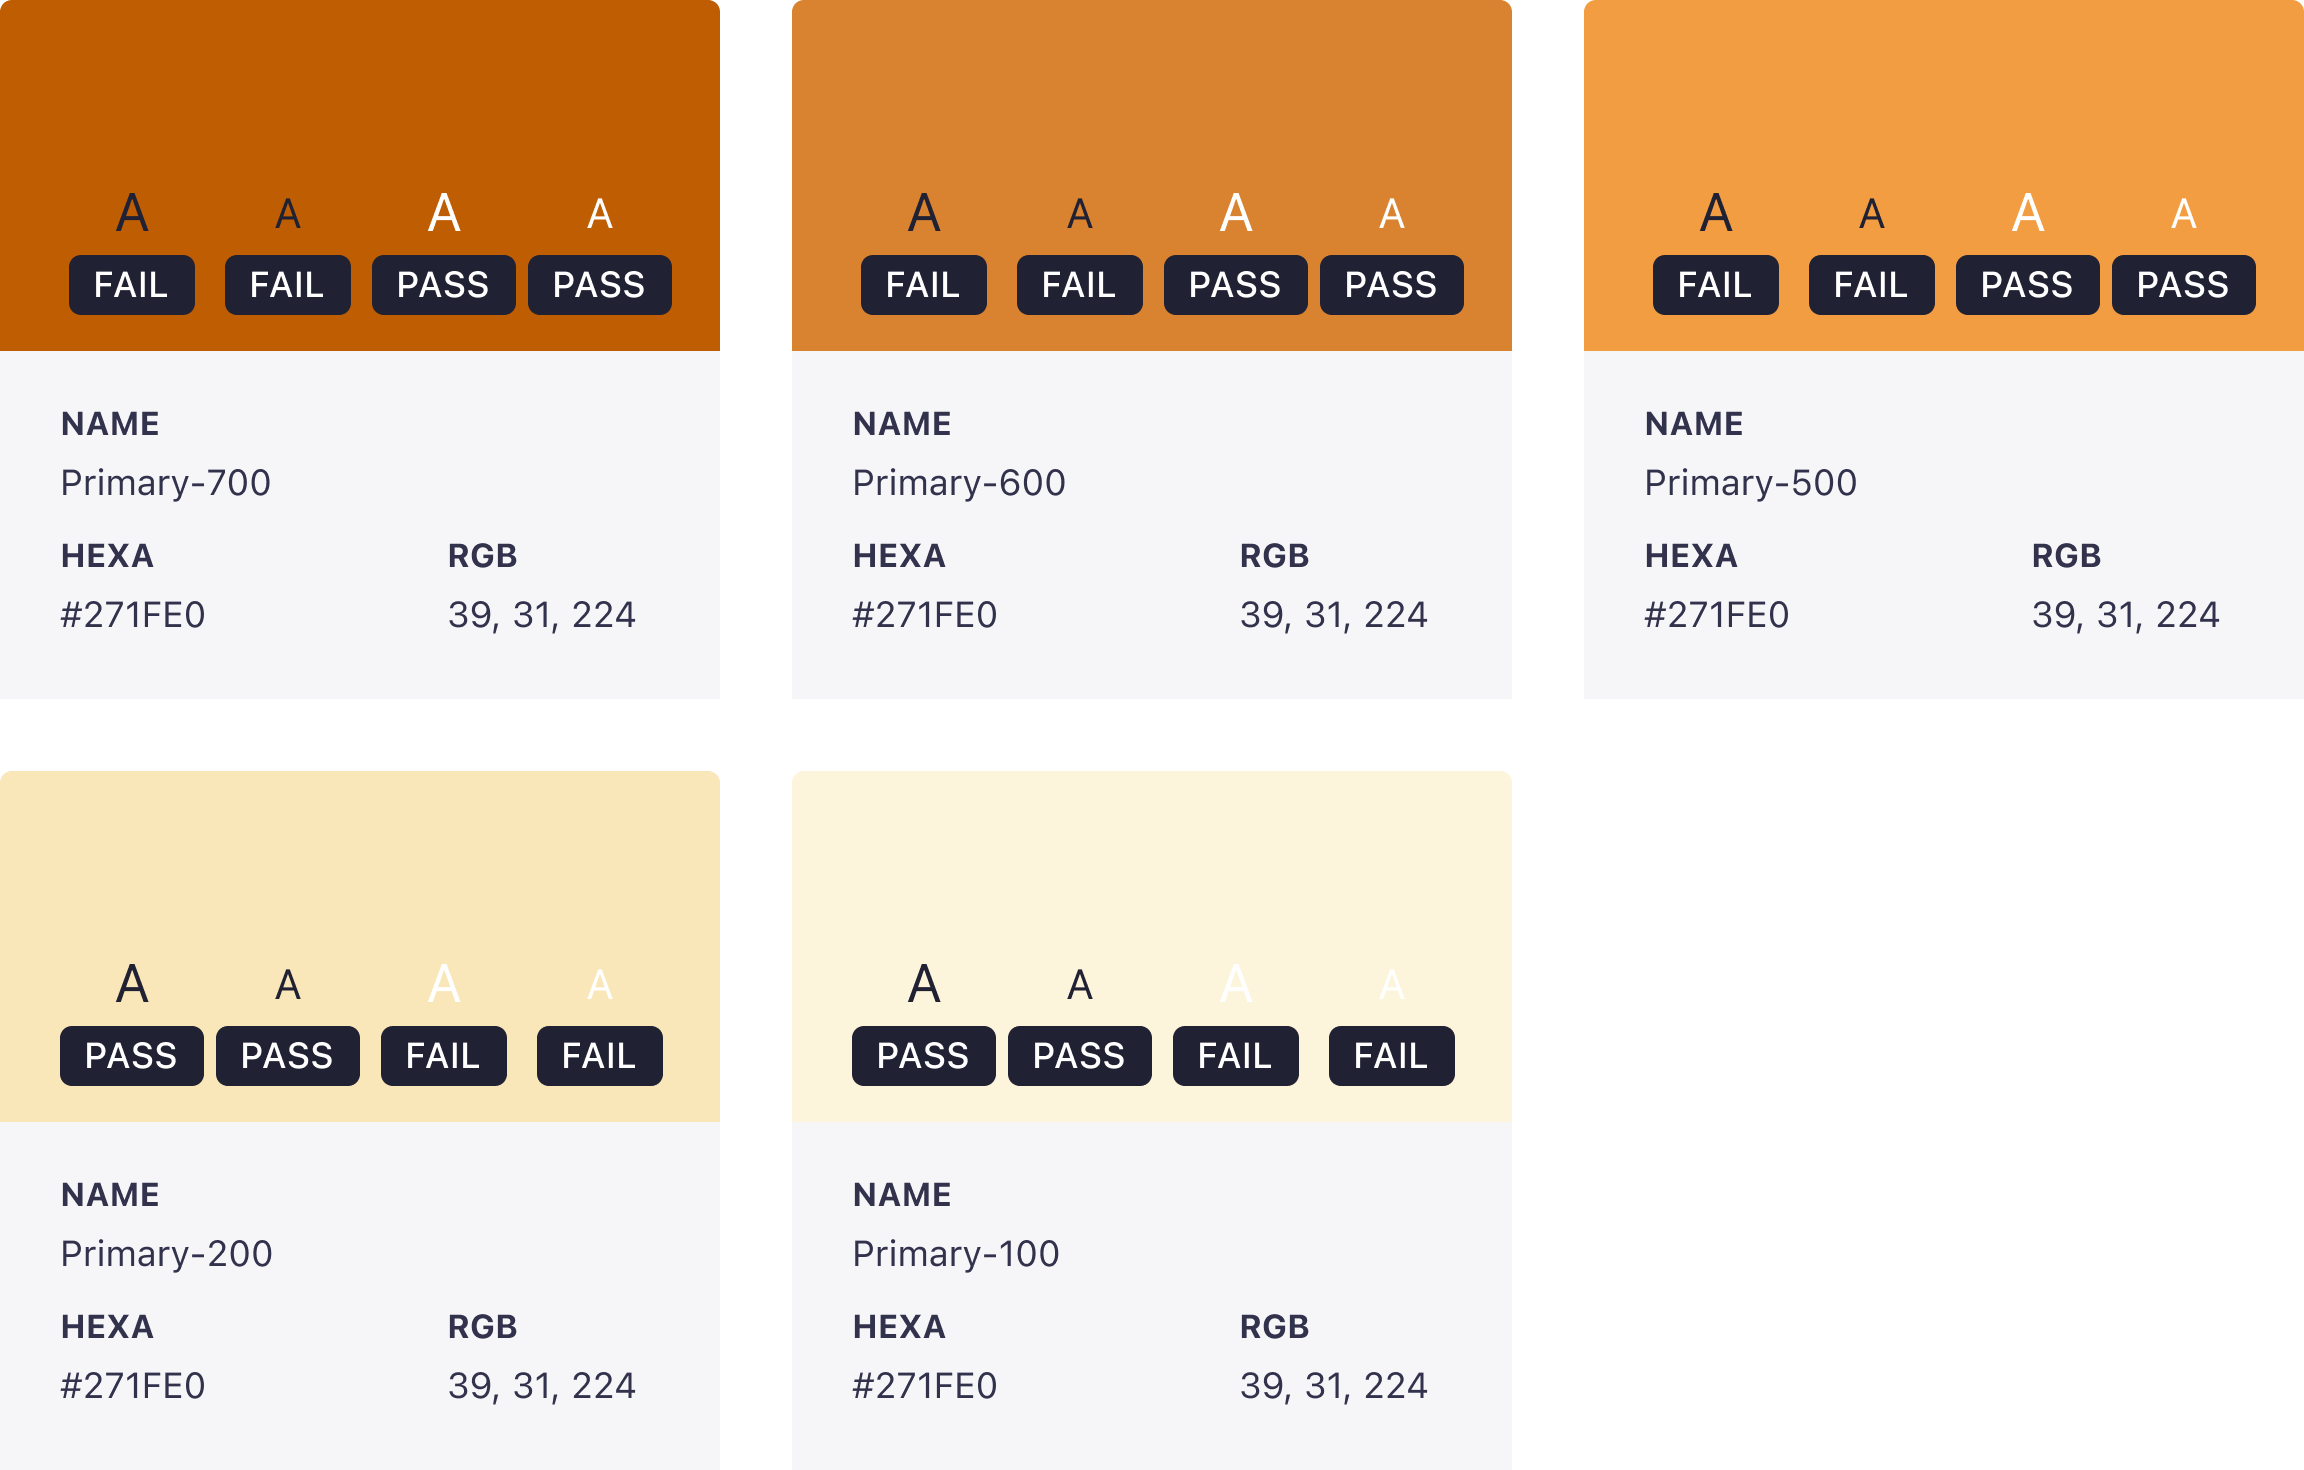 A A A A
FAIL FAIL PASS PASS
NAME
Primary-700
HEXA RGB
#271FE0 39, 31, 224
A A A A
FAIL FAIL PASS PASS
NAME
Primary-600
HEXA RGB
#271FE0 39, 31, 224
A A A A
FAIL FAIL PASS PASS
NAME
Primary-500
HEXA RGB
#271FE0 39, 31, 224
A A A A
PASS PASS FAIL FAIL
NAME
Primary-200
HEXA RGB
#271FE0 39, 31, 224
A A A A
PASS PASS FAIL FAIL
NAME
Primary-100
HEXA RGB
#271FE0 39, 31, 224